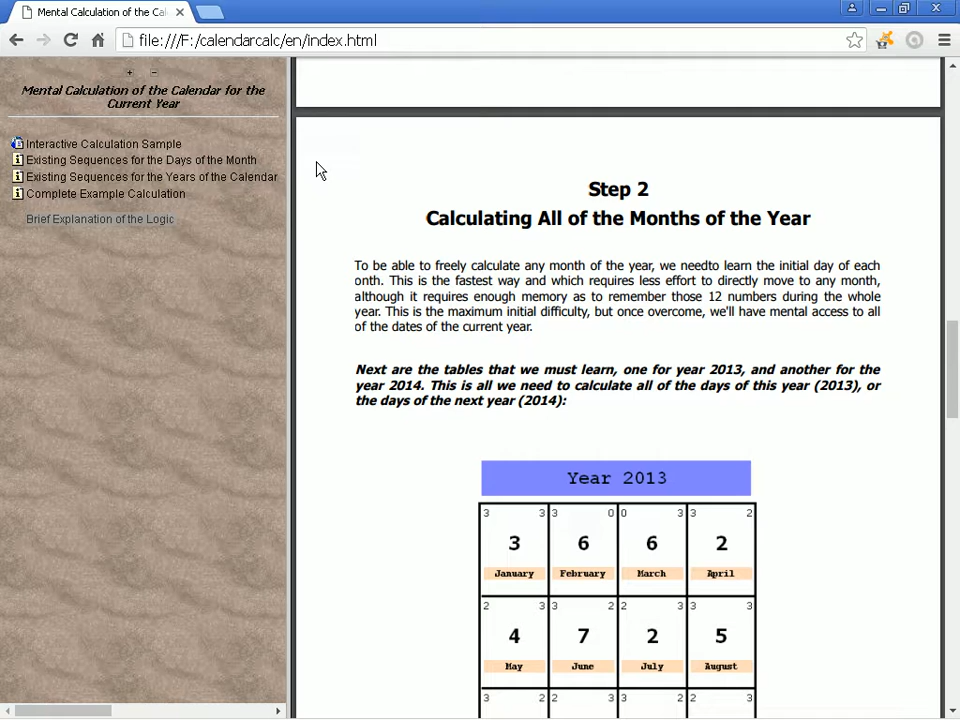 Mental Calculation of the Ca
file:///F:/calendarcalc/en/index.html
+ −
Mental Calculation of the Calendar for the
Current Year
Interactive Calculation Sample
Existing Sequences for the Days of the Month
Existing Sequences for the Years of the Calendar
Complete Example Calculation
Brief Explanation of the Logic
Step 2
Calculating All of the Months of the Year
To be able to freely calculate any month of the year, we needto learn the initial day of each
onth. This is the fastest way and which requires less effort to directly move to any month,
although it requires enough memory as to remember those 12 numbers during the whole
year. This is the maximum initial difficulty, but once overcome, we'll have mental access to all
of the dates of the current year.
Next are the tables that we must learn, one for year 2013, and another for the
year 2014. This is all we need to calculate all of the days of this year (2013), or
the days of the next year (2014):
Year 2013
3 3 3 0 0 3 3 2
3 6 6 2
January February March April
2 3 3 2 2 3 3 3
4 7 2 5
May June July August
3 2 2 3 3 2 2 3